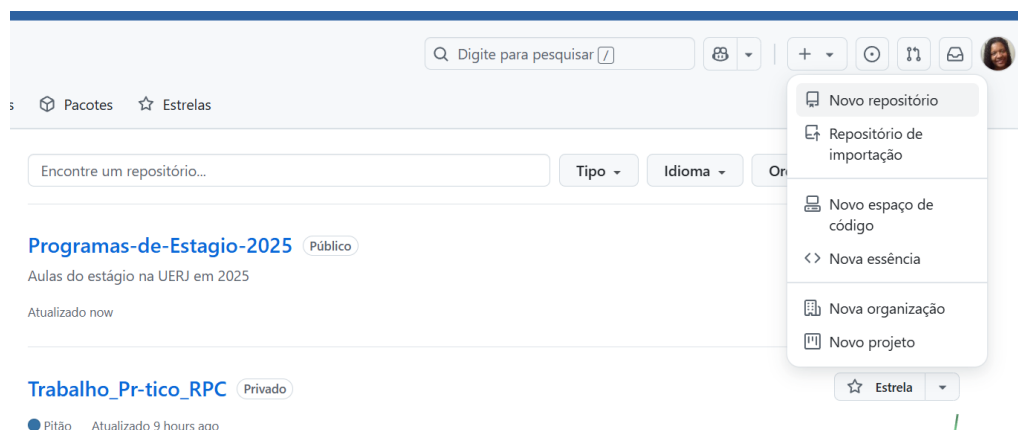 Digite para pesquisar /
s Pacotes Estrelas
Novo repositório
Repositório de
importação
Novo espaço de
código
Nova essência
Nova organização
Novo projeto
Encontre um repositório...
Tipo
Idioma
Or
Programas-de-Estagio-2025 Público
Aulas do estágio na UERJ em 2025
Atualizado now
Trabalho_Pr-tico_RPC Privado
Estrela
Pitão Atualizado 9 hours ago